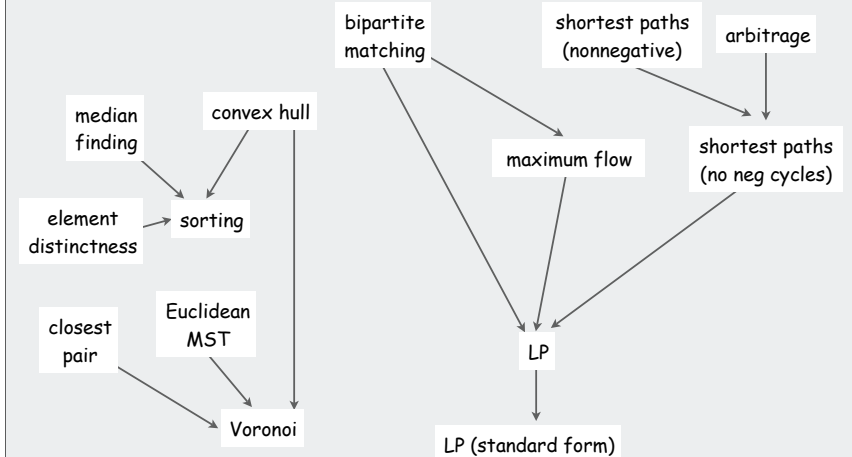 bipartite
matching
shortest paths
(nonnegative)
arbitrage
median
finding
convex hull
maximum flow
shortest paths
(no neg cycles)
element
distinctness
sorting
closest
pair
Euclidean
MST
LP
Voronoi
LP (standard form)